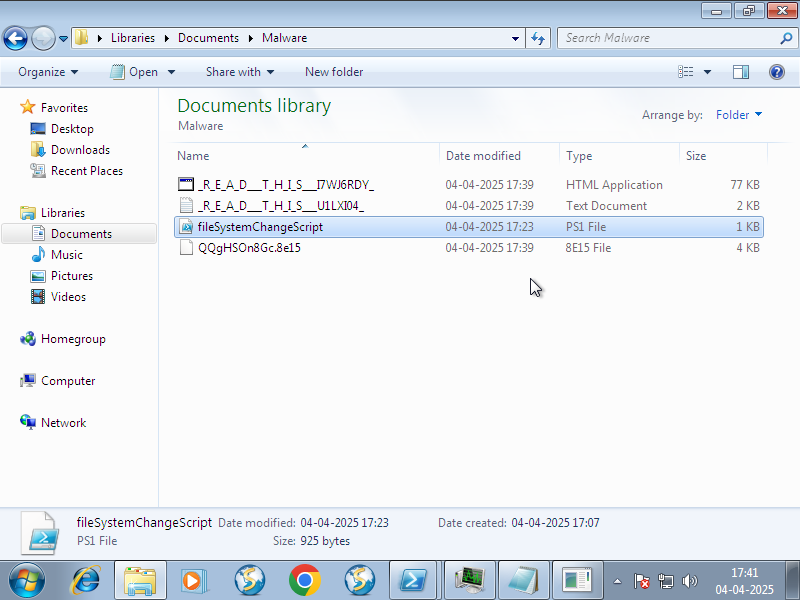 Libraries Documents Malware Search Malware
Organize Open Share with New folder
Favorites
Desktop
Downloads
Recent Places
Libraries
Documents
Music
Pictures
Videos
Homegroup
Computer
Network
Documents library
Malware
Arrange by: Folder
Name Date modified Type Size
_R_E_A_D___T_H_I_S___I7WJ6RDY_ 04-04-2025 17:39 HTML Application 77 KB
_R_E_A_D___T_H_I_S___U1LXI04_ 04-04-2025 17:39 Text Document 2 KB
fileSystemChangeScript 04-04-2025 17:23 PS1 File 1 KB
QQgHSOn8Gc.8e15 04-04-2025 17:39 8E15 File 4 KB
fileSystemChangeScript Date modified: 04-04-2025 17:23 Date created: 04-04-2025 17:07
PS1 File Size: 925 bytes
17:41
04-04-2025